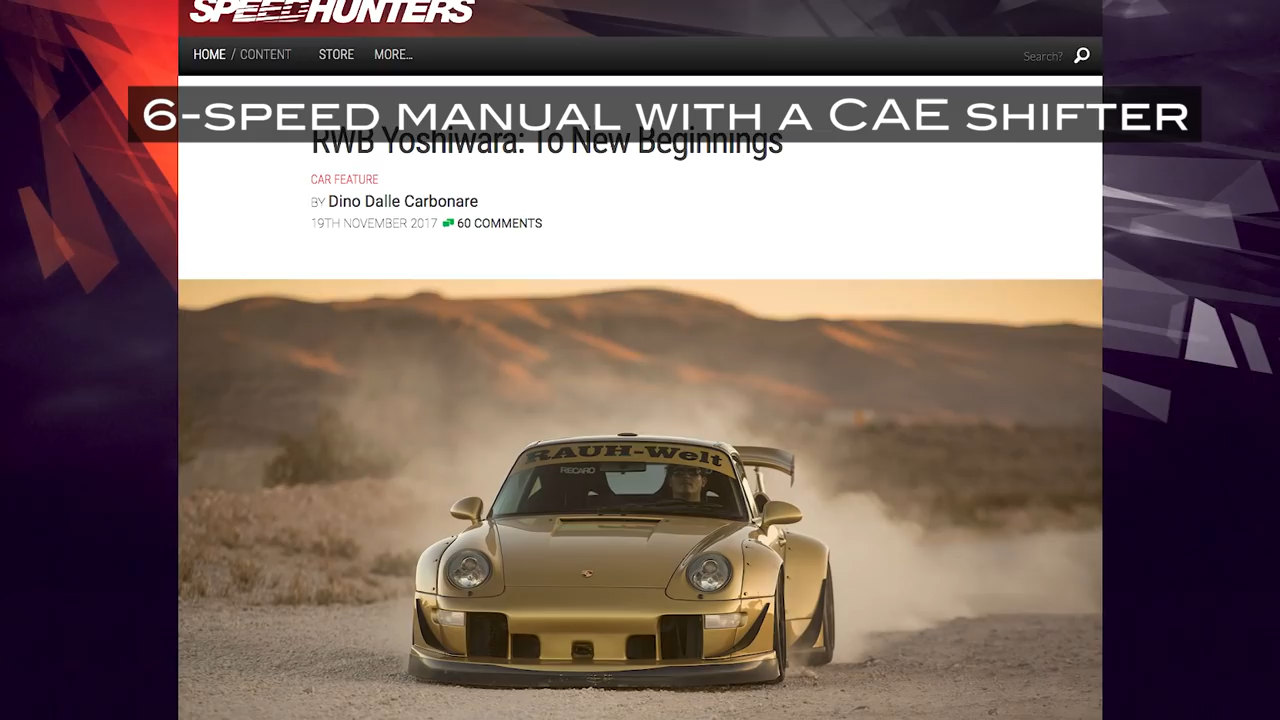 SPEEDHUNTERS
HOME / CONTENT STORE MORE... Search?
6-SPEED MANUAL WITH A CAE SHIFTER
RWB Yoshiwara: To New Beginnings
CAR FEATURE
BY Dino Dalle Carbonare
19TH NOVEMBER 2017 60 COMMENTS
RAUH-Welt
RECARO